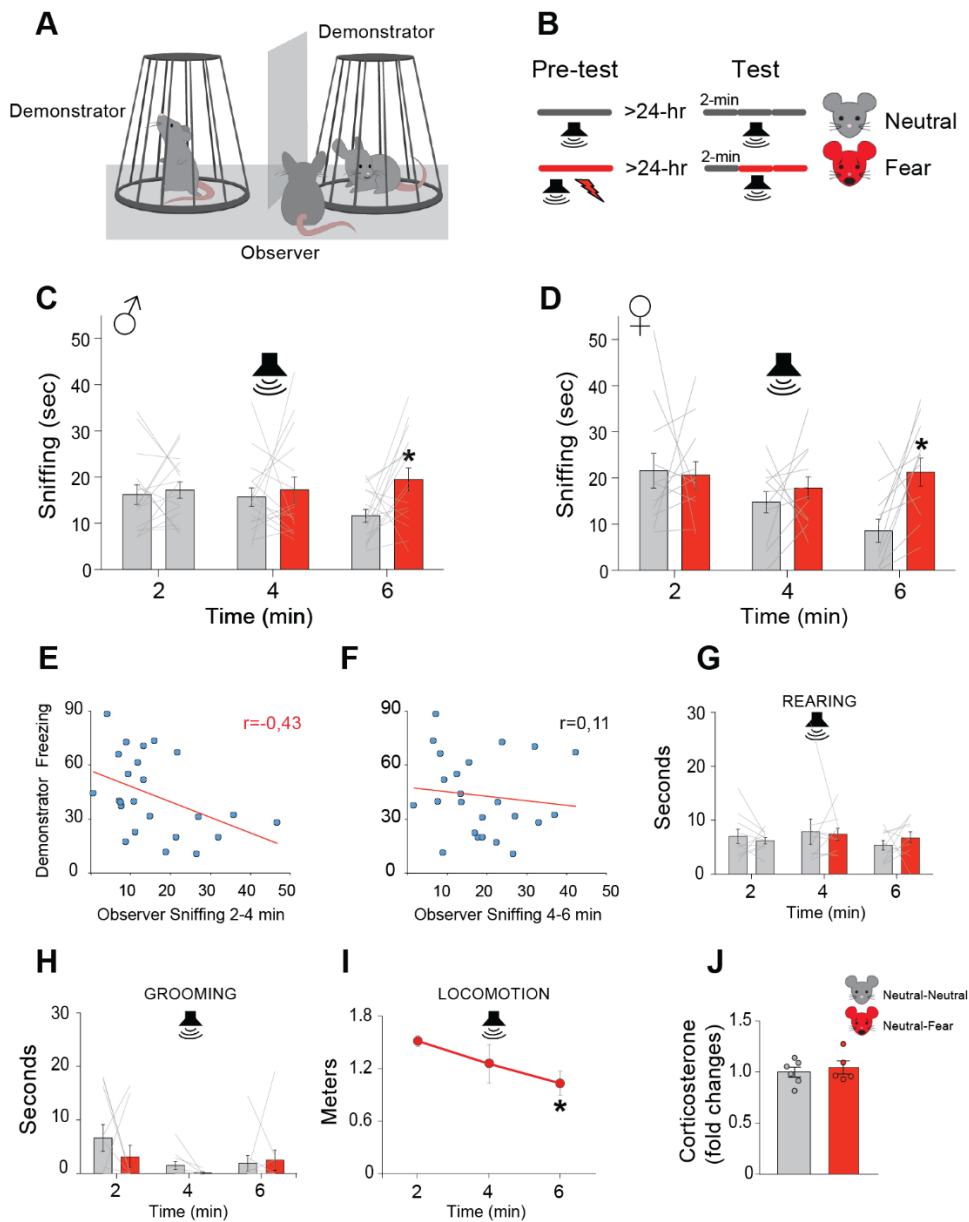 A
Demonstrator
Demonstrator
Observer
B
Pre-test
Test
>24-hr
2-min
Neutral
>24-hr
2-min
Fear
C
♂
50
40
30
20
10
0
Sniffing (sec)
*
2
4
6
Time (min)
D
♀
50
40
30
20
10
0
Sniffing (sec)
*
2
4
6
Time (min)
E
r=-0,43
90
60
30
0
Demonstrator Freezing
10
20
30
40
50
Observer Sniffing 2-4 min
F
r=0,11
90
60
30
0
10
20
30
40
50
Observer Sniffing 4-6 min
G
REARING
30
20
10
0
Seconds
2
4
6
Time (min)
H
GROOMING
30
20
10
0
Seconds
2
4
6
Time (min)
I
LOCOMOTION
1.8
1.2
.6
0
Meters
*
2
4
6
Time (min)
J
Neutral-Neutral
Neutral-Fear
1.5
1.0
0
Corticosterone
(fold changes)